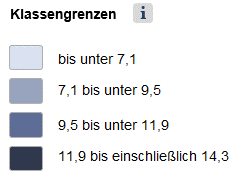 Klassengrenzen i
bis unter 7,1
7,1 bis unter 9,5
9,5 bis unter 11,9
11,9 bis einschließlich 14,3